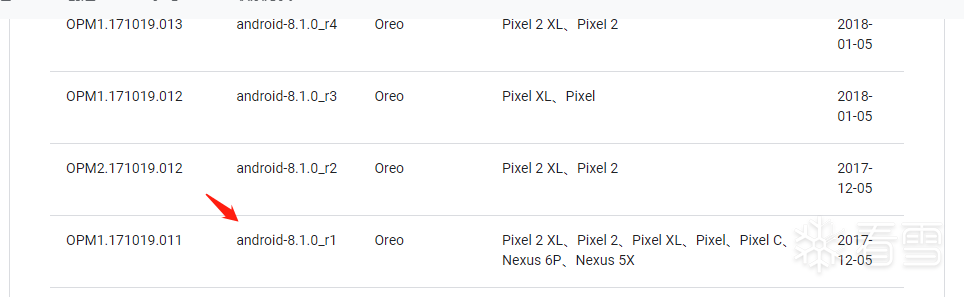 OPM1.171019.013 android-8.1.0_r4 Oreo Pixel 2 XL、Pixel 2 2018-
01-05
OPM1.171019.012 android-8.1.0_r3 Oreo Pixel XL、Pixel 2018-
01-05
OPM2.171019.012 android-8.1.0_r2 Oreo Pixel 2 XL、Pixel 2 2017-
12-05
OPM1.171019.011 android-8.1.0_r1 Oreo Pixel 2 XL、Pixel 2、Pixel XL、Pixel、Pixel C、 2017-
Nexus 6P、Nexus 5X 12-05
看雪